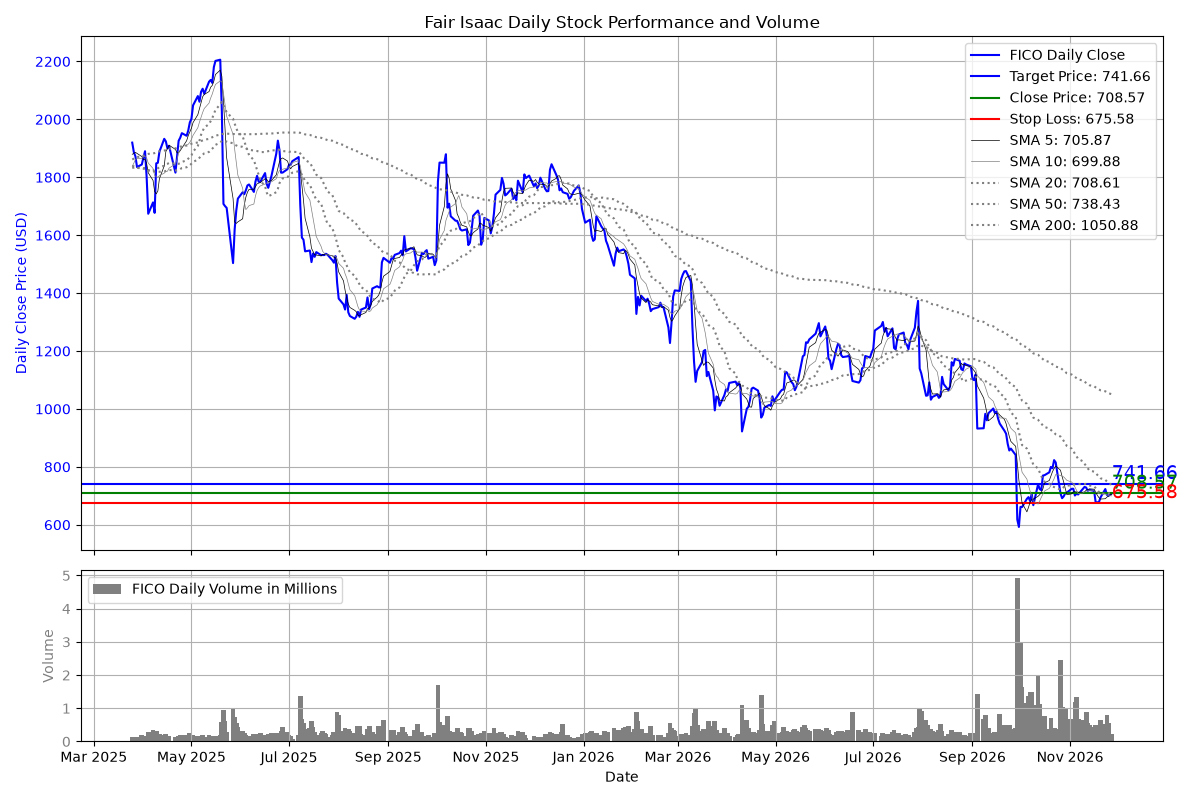 Fair Isaac Daily Stock Performance and Volume
Daily Close Price (USD)
2200
2000
1800
1600
1400
1200
1000
800
600
FICO Daily Close
Target Price: 741.66
Close Price: 708.57
Stop Loss: 675.58
SMA 5: 705.87
SMA 10: 699.88
SMA 20: 708.61
SMA 50: 738.43
SMA 200: 1050.88
741.66
708.57
675.58
Volume
5
4
3
2
1
0
FICO Daily Volume in Millions
Mar 2025 May 2025 Jul 2025 Sep 2025 Nov 2025 Jan 2026 Mar 2026 May 2026 Jul 2026 Sep 2026 Nov 2026
Date